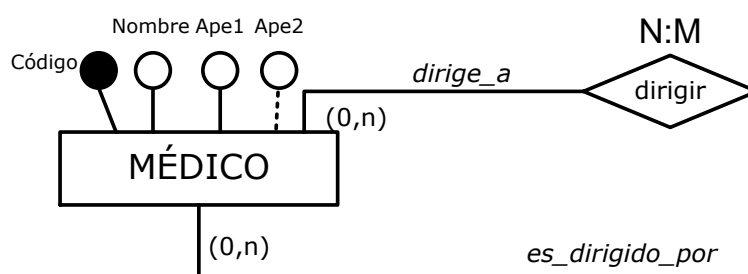 N:M
Nombre Ape1 Ape2
Código
dirige_a
dirigir
(0,n)
MÉDICO
(0,n)
es_dirigido_por